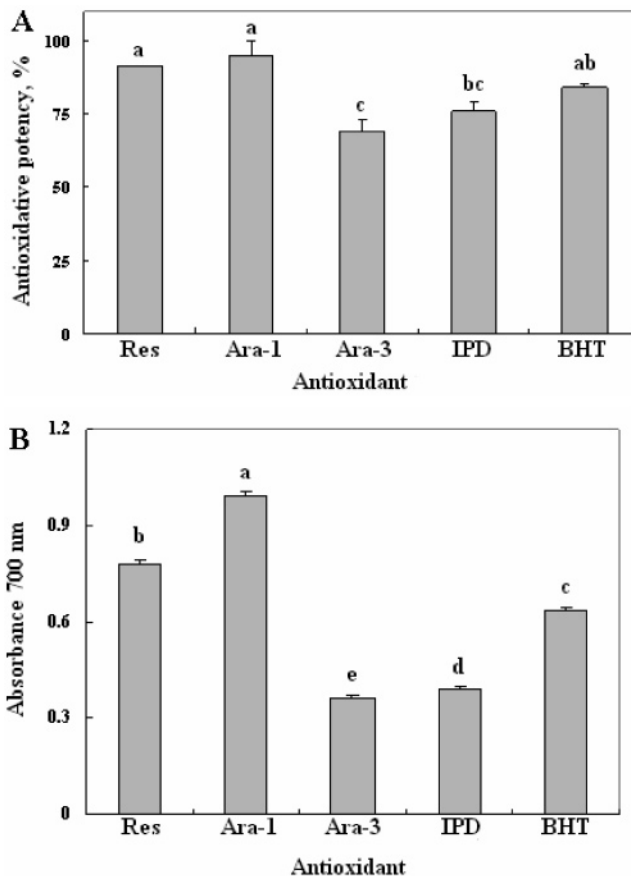 A
Antioxidative potency, %
100
75
50
25
0
a
a
c
bc
ab
Res
Ara-1
Ara-3
IPD
BHT
Antioxidant
B
Absorbance 700 nm
1.2
0.9
0.6
0.3
0
b
a
e
d
c
Res
Ara-1
Ara-3
IPD
BHT
Antioxidant